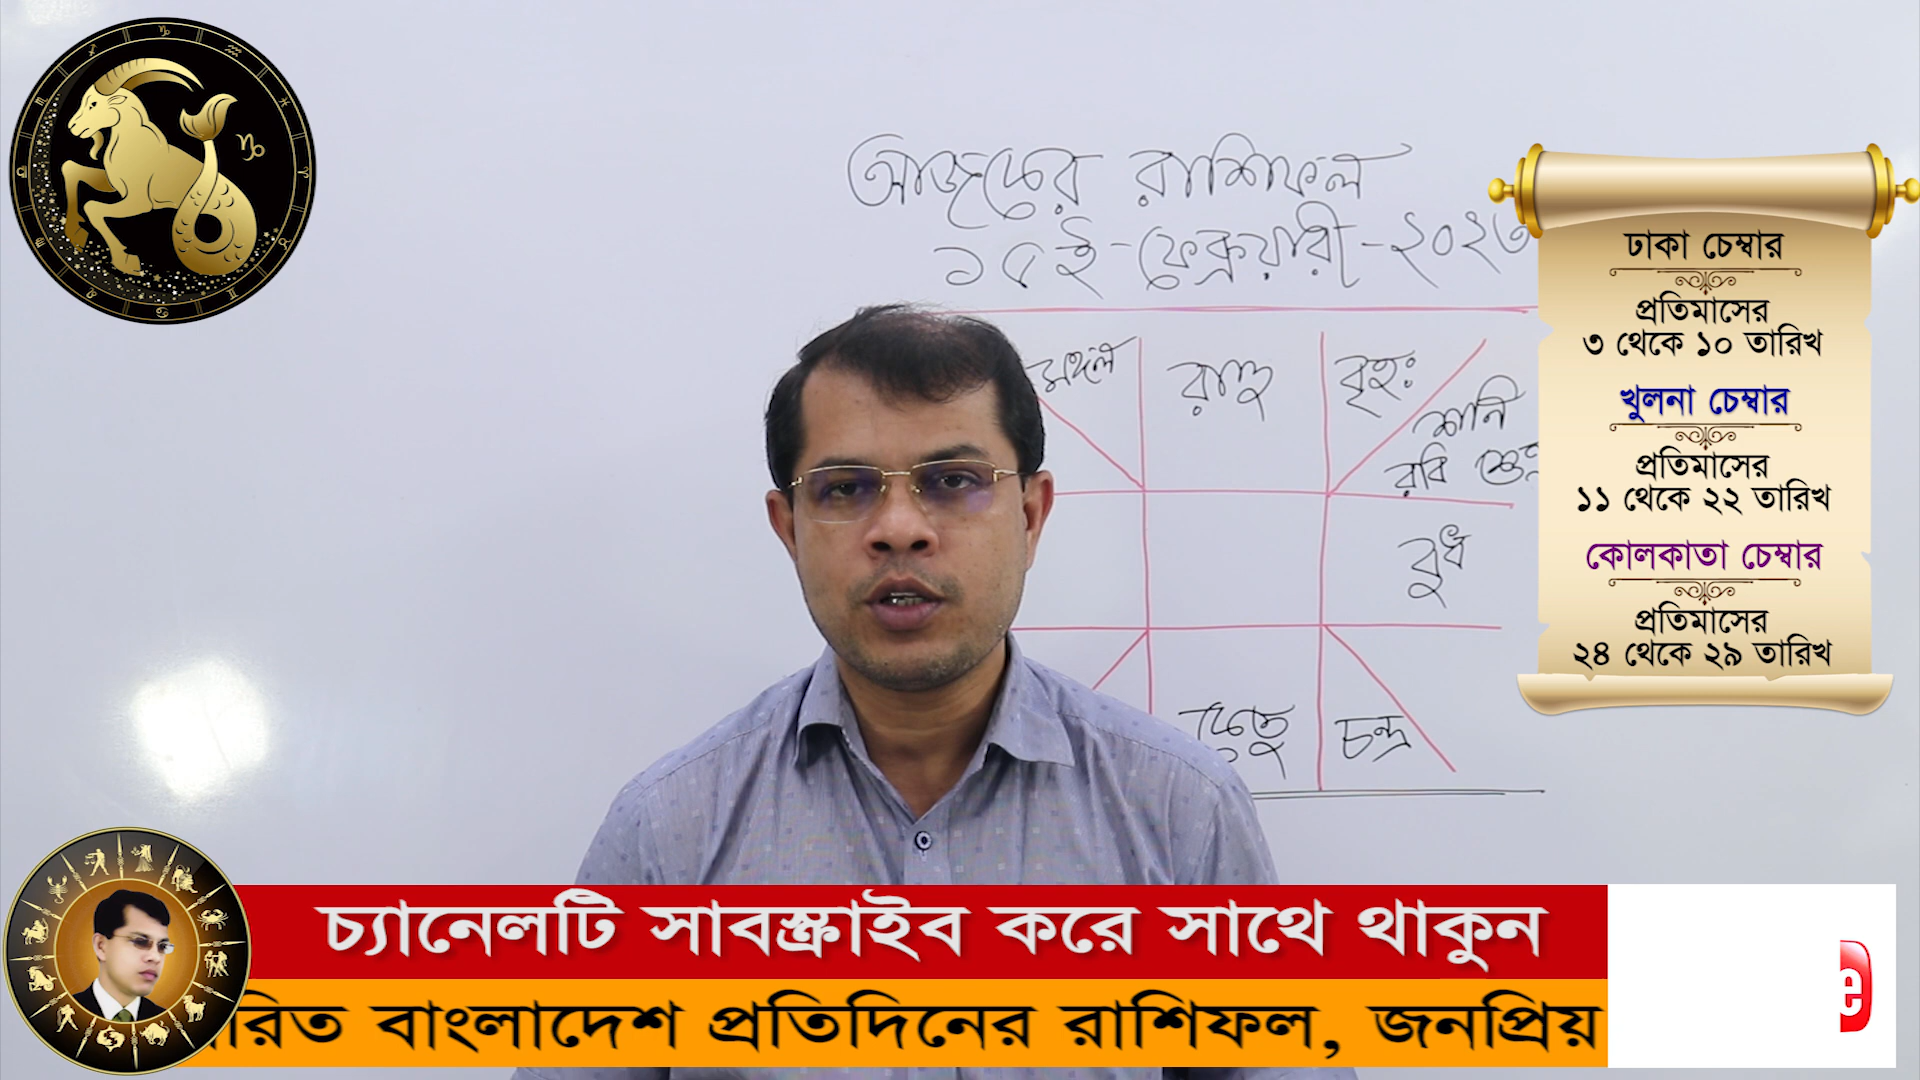 আজকের রাশিফল
১৫ই-ফেব্রুয়ারী-২০২৩
মঙ্গল
রাহু
বৃহঃ
শনি
রবি
বুধ
কেতু
চন্দ্র
ঢাকা চেম্বার
প্রতিমাসের
৩ থেকে ১০ তারিখ
খুলনা চেম্বার
প্রতিমাসের
১১ থেকে ২২ তারিখ
কোলকাতা চেম্বার
প্রতিমাসের
২৪ থেকে ২৯ তারিখ
চ্যানেলটি সাবস্ক্রাইব করে সাথে থাকুন
বাংলাদেশ প্রতিদিনের রাশিফল, জনপ্রিয়
e